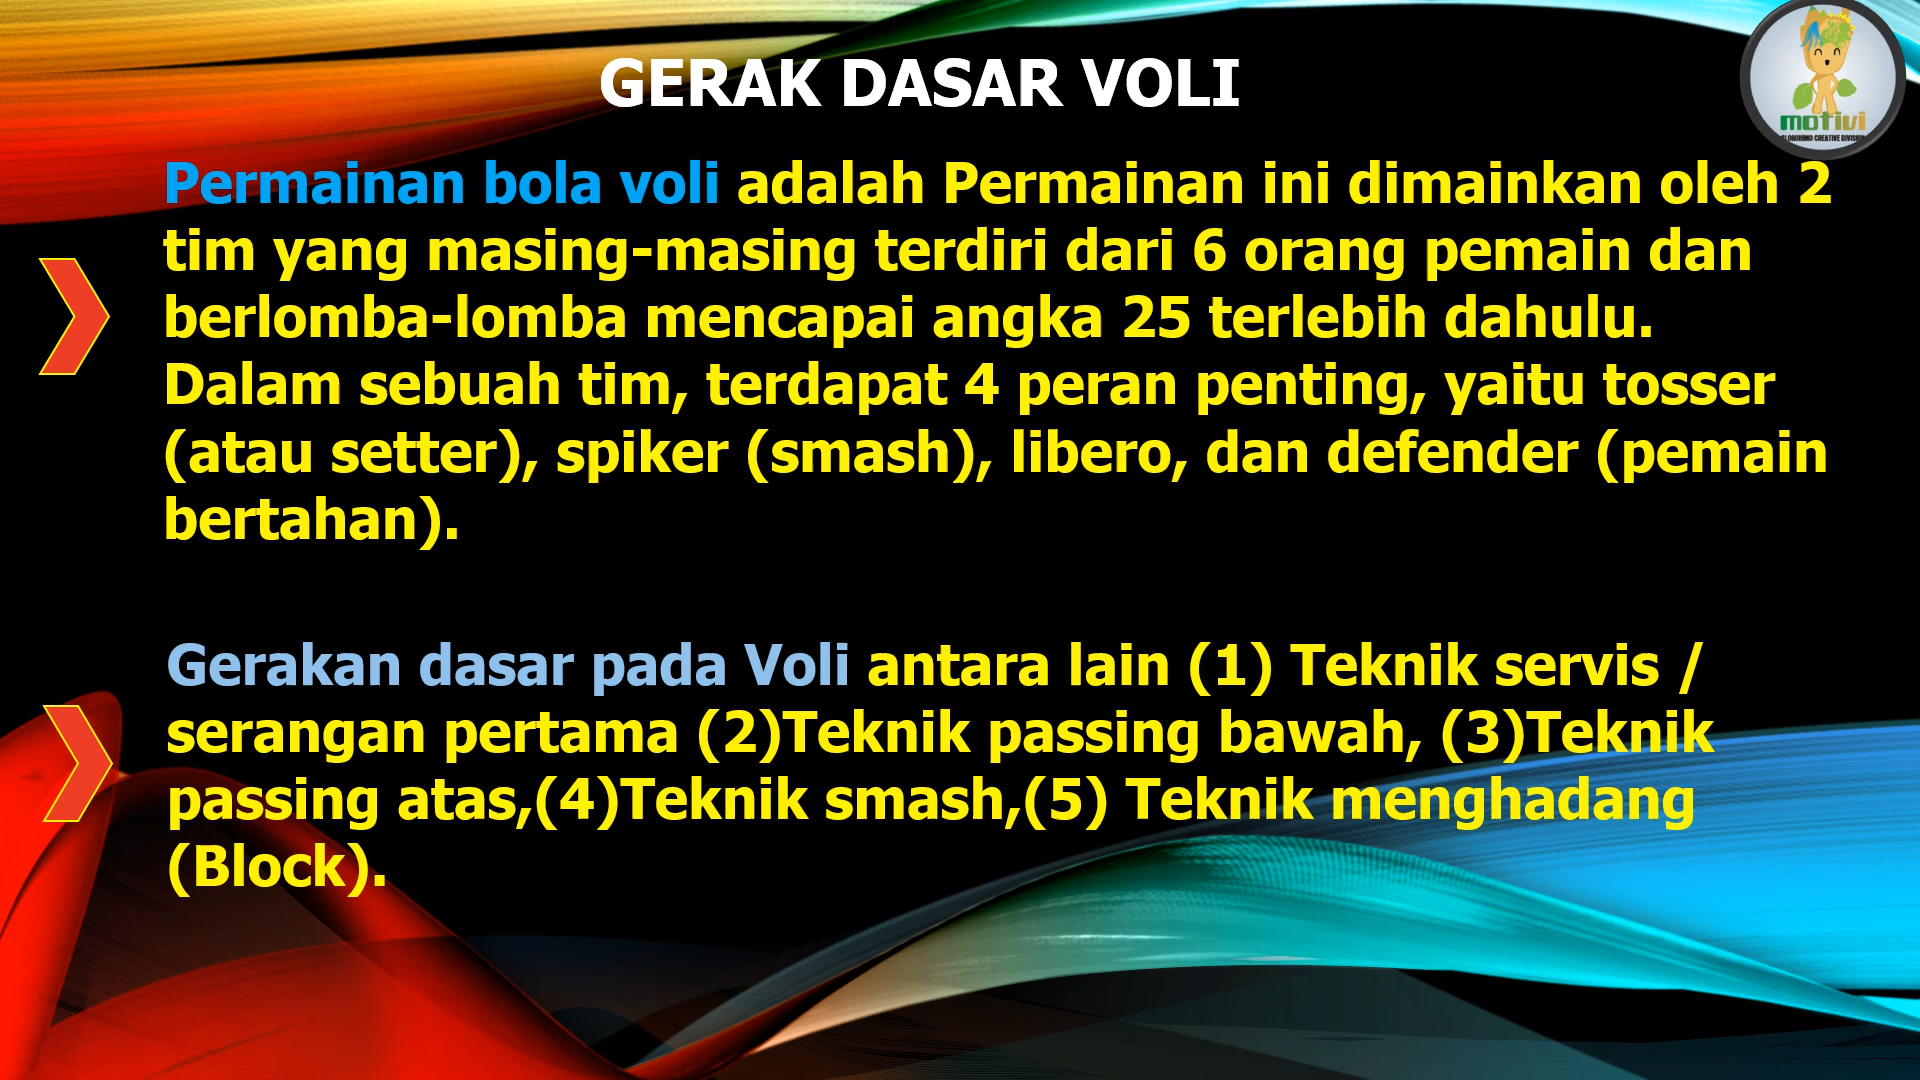 GERAK DASAR VOLI
motivi
Permainan bola voli adalah Permainan ini dimainkan oleh 2
tim yang masing-masing terdiri dari 6 orang pemain dan
berlomba-lomba mencapai angka 25 terlebih dahulu.
Dalam sebuah tim, terdapat 4 peran penting, yaitu tosser
(atau setter), spiker (smash), libero, dan defender (pemain
bertahan).
Gerakan dasar pada Voli antara lain (1) Teknik servis /
serangan pertama (2)Teknik passing bawah, (3)Teknik
passing atas,(4)Teknik smash,(5) Teknik menghadang
(Block).